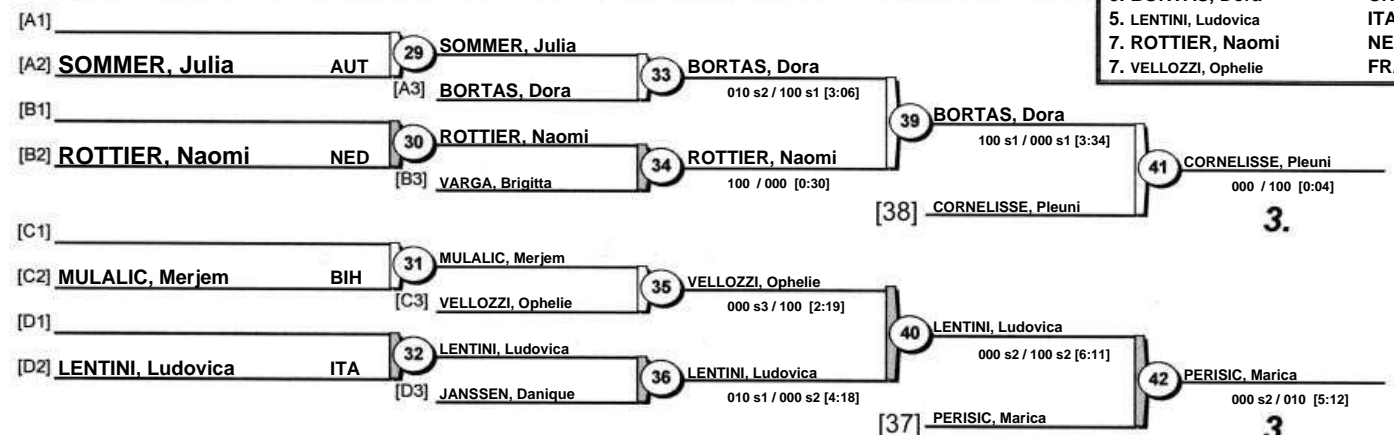 5. LENTINI, Ludovica ITA
7. ROTTIER, Naomi NE
7. VELLOZZI, Ophelie FRA
[A1]
[A2] SOMMER, Julia AUT
29
SOMMER, Julia
[A3] BORTAS, Dora
33
BORTAS, Dora
010 s2 / 100 s1 [3:06]
[B1]
[B2] ROTTIER, Naomi NED
30
ROTTIER, Naomi
[B3] VARGA, Brigitta
34
ROTTIER, Naomi
100 / 000 [0:30]
39
BORTAS, Dora
100 s1 / 000 s1 [3:34]
[38] CORNELISSE, Pleuni
41
CORNELISSE, Pleuni
000 / 100 [0:04]
3.
[C1]
[C2] MULALIC, Merjem BIH
31
MULALIC, Merjem
[C3] VELLOZZI, Ophelie
35
VELLOZZI, Ophelie
000 s3 / 100 [2:19]
[D1]
[D2] LENTINI, Ludovica ITA
32
LENTINI, Ludovica
[D3] JANSSEN, Danique
36
LENTINI, Ludovica
010 s1 / 000 s2 [4:18]
40
LENTINI, Ludovica
000 s2 / 100 s2 [6:11]
[37] PERISIC, Marica
42
PERISIC, Marica
000 s2 / 010 [5:12]
3